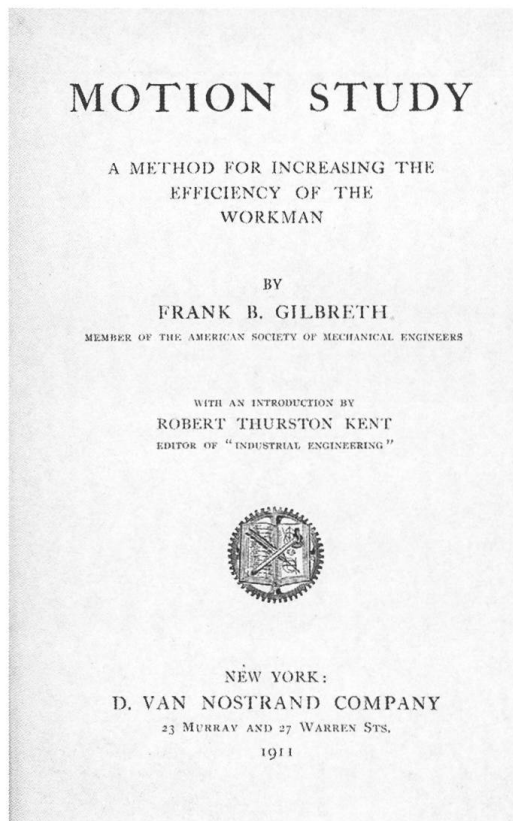 MOTION STUDY
A METHOD FOR INCREASING THE
EFFICIENCY OF THE
WORKMAN
BY
FRANK B. GILBRETH
MEMBER OF THE AMERICAN SOCIETY OF MECHANICAL ENGINEERS
WITH AN INTRODUCTION BY
ROBERT THURSTON KENT
EDITOR OF "INDUSTRIAL ENGINEERING"
NEW YORK:
D. VAN NOSTRAND COMPANY
23 MURRAY AND 27 WARREN STS.
1911